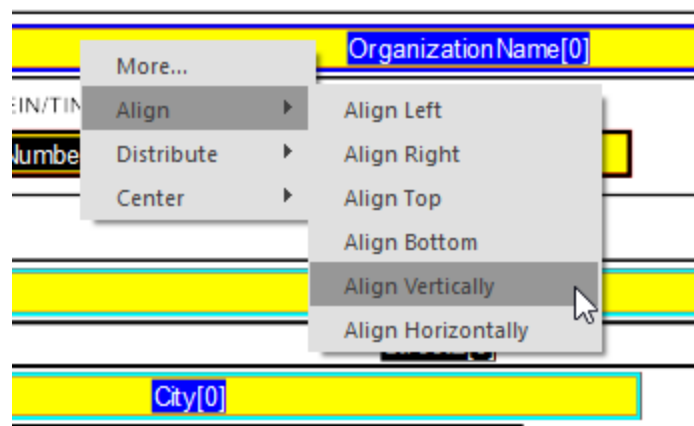 OrganizationName[0]
More...
EIN/TIN
Align
Align Left
Numbe
Distribute
Align Right
Center
Align Top
Align Bottom
Align Vertically
Align Horizontally
City[0]